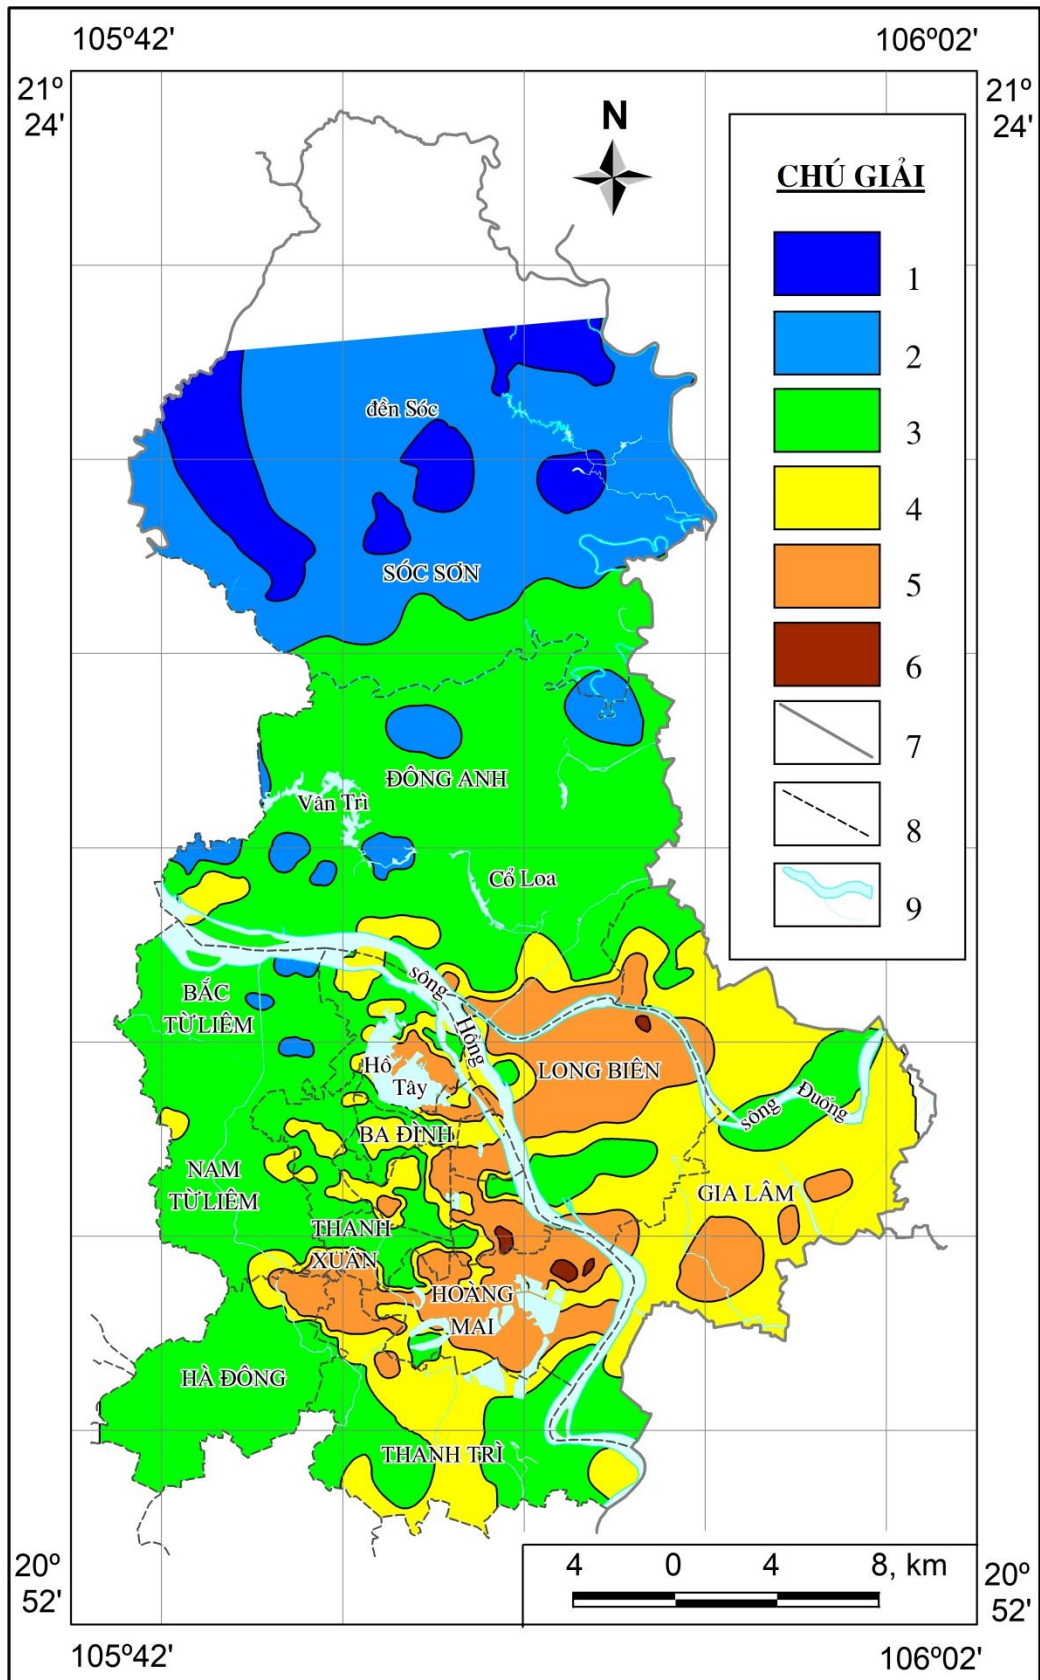 105º42'
106º02'
21º
24'
21º
24'
N
CHÚ GIẢI
1
2
3
4
5
6
7
8
9
đền Sóc
SÓC SƠN
ĐÔNG ANH
Vân Trì
Cổ Loa
BẮC
TỪ LIÊM
sông
Hồng
Hồ
Tây
LONG BIÊN
sông
Đuống
BA ĐÌNH
NAM
TỪ LIÊM
GIA LÂM
THANH
XUÂN
HOÀNG
MAI
HÀ ĐÔNG
THANH TRÌ
4 0 4 8, km
20º
52'
20º
52'
105º42'
106º02'